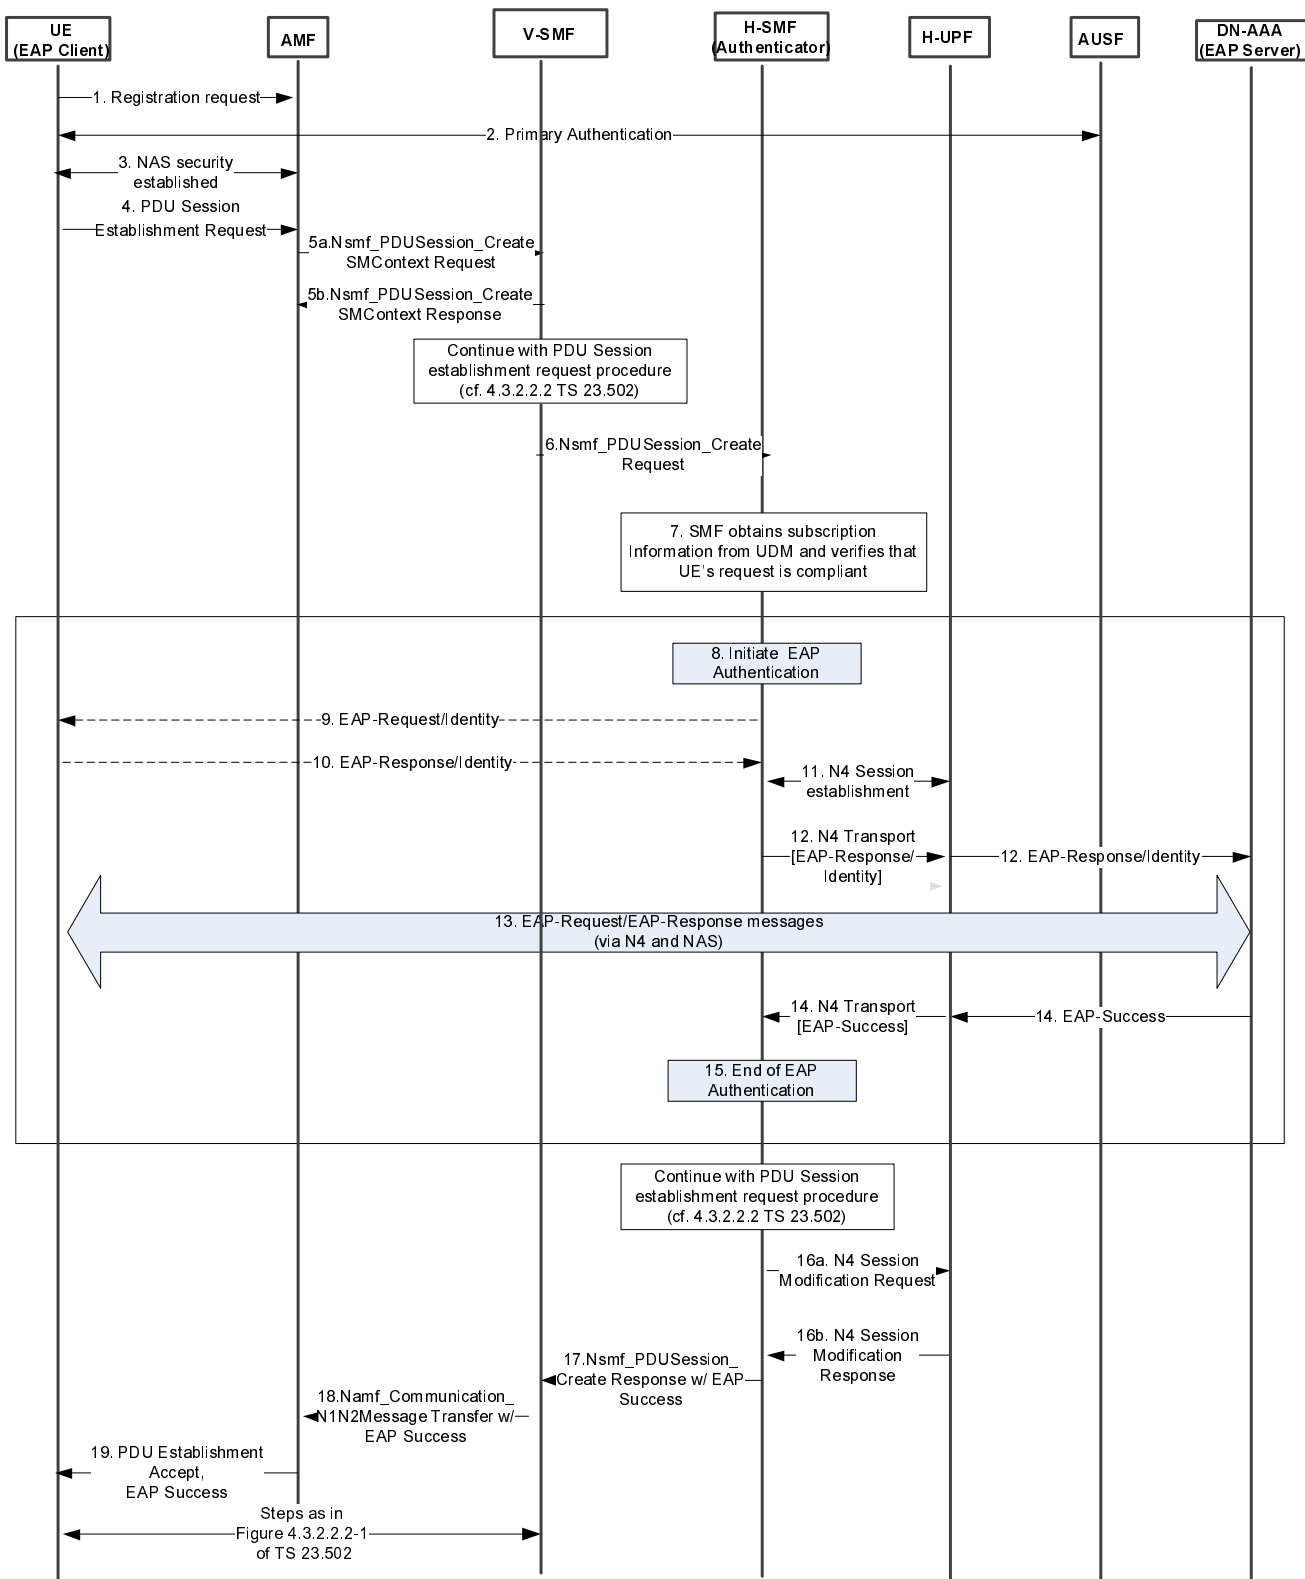 UE
(EAP Client)
AMF
V-SMF
H-SMF
(Authenticator)
H-UPF
AUSF
DN-AAA
(EAP Server)
1. Registration request
2. Primary Authentication
3. NAS security
established
4. PDU Session
Establishment Request
5a.Nsmf_PDUSession_Create
SMContext Request
5b.Nsmf_PDUSession_Create
SMContext Response
Continue with PDU Session
establishment request procedure
(cf. 4.3.2.2.2 TS 23.502)
6.Nsmf_PDUSession_Create
Request
7. SMF obtains subscription
Information from UDM and verifies that
UE's request is compliant
8. Initiate EAP
Authentication
9. EAP-Request/Identity
10. EAP-Response/Identity
11. N4 Session
establishment
12. N4 Transport
[EAP-Response/
Identity]
12. EAP-Response/Identity
13. EAP-Request/EAP-Response messages
(via N4 and NAS)
14. N4 Transport
[EAP-Success]
14. EAP-Success
15. End of EAP
Authentication
Continue with PDU Session
establishment request procedure
(cf. 4.3.2.2.2 TS 23.502)
16a. N4 Session
Modification Request
16b. N4 Session
Modification
Response
17.Nsmf_PDUSession_
Create Response w/ EAP
Success
18.Namf_Communication_
N1N2Message Transfer w/
EAP Success
19. PDU Establishment
Accept,
EAP Success
Steps as in
Figure 4.3.2.2.2-1
of TS 23.502